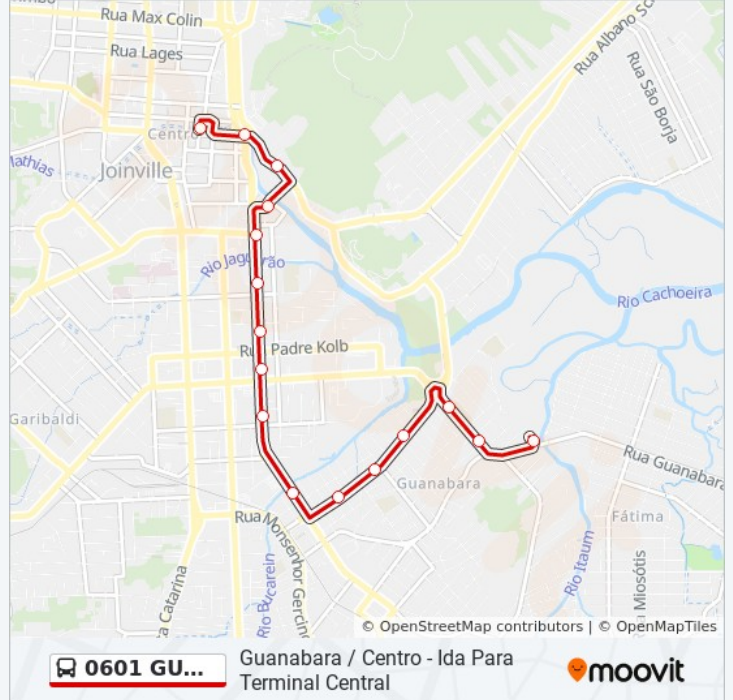 Rua Max Colin
Rua Lages
Rua Albano Sc
Rua São Borja
Centro
Mathias
Joinville
Rio Jaguarão
Rio Cachoeira
Rua Padre Kolb
Garibaldi
Rua Guanabara
Guanabara
Fátima
Rua Monsenhor Gercino
Rio Itaum
Rio Bucarein
a Catarina
a Miosótis
© OpenStreetMap contributors | © OpenMapTiles
0601 GU...
Guanabara / Centro - Ida Para
Terminal Central
moovit